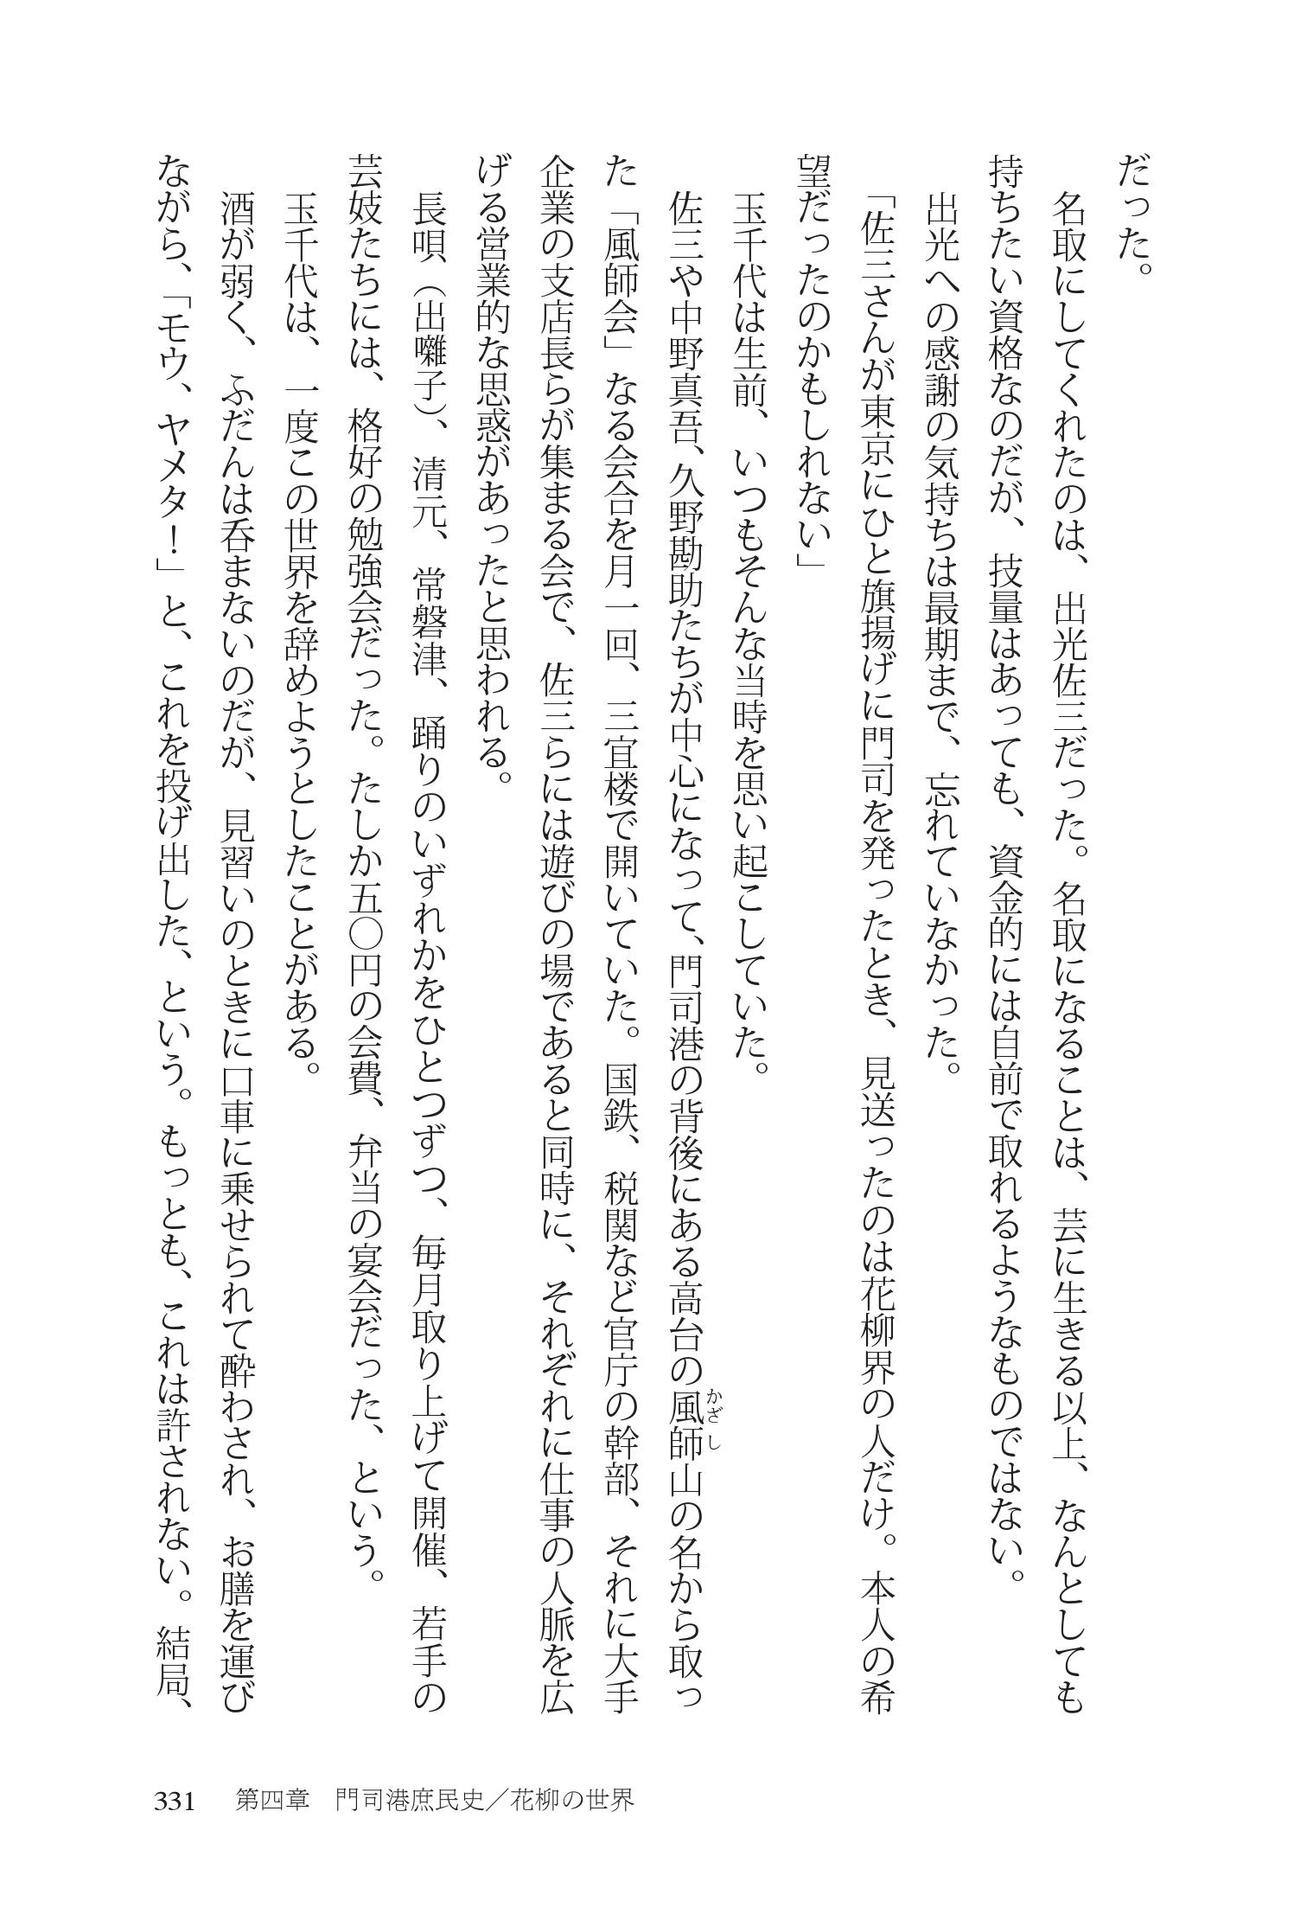 だった。
　名取にしてくれたのは、出光佐三だった。名取になることは、芸に生きる以上、なんとしても
持ちたい資格なのだが、技量はあっても、資金的には自前で取れるようなものではない。
　出光への感謝の気持ちは最期まで、忘れていなかった。
「佐三さんが東京にひと旗揚げに門司を発ったとき、見送ったのは花柳界の人だけ。本人の希
望だったのかもしれない」
　玉千代は生前、いつもそんな当時を思い起こしていた。
　佐三や中野真吾、久野勘助たちが中心になって、門司港の背後にある高台の風師山の名から取っ
かざし
た「風師会」なる会合を月一回、三宜楼で開いていた。国鉄、税関など官庁の幹部、それに大手
企業の支店長らが集まる会で、佐三らには遊びの場であると同時に、それぞれに仕事の人脈を広
げる営業的な思惑があったと思われる。
　長唄（出囃子）、清元、常磐津、踊りのいずれかをひとつずつ、毎月取り上げて開催、若手の
芸妓たちには、格好の勉強会だった。たしか五〇円の会費、弁当の宴会だった、という。
　玉千代は、一度この世界を辞めようとしたことがある。
　酒が弱く、ふだんは呑まないのだが、見習いのときに口車に乗せられて酔わされ、お膳を運び
ながら、「モウ、ヤメタ！」と、これを投げ出した、という。もっとも、これは許されない。結局、
331　第四章　門司港庶民史／花柳の世界